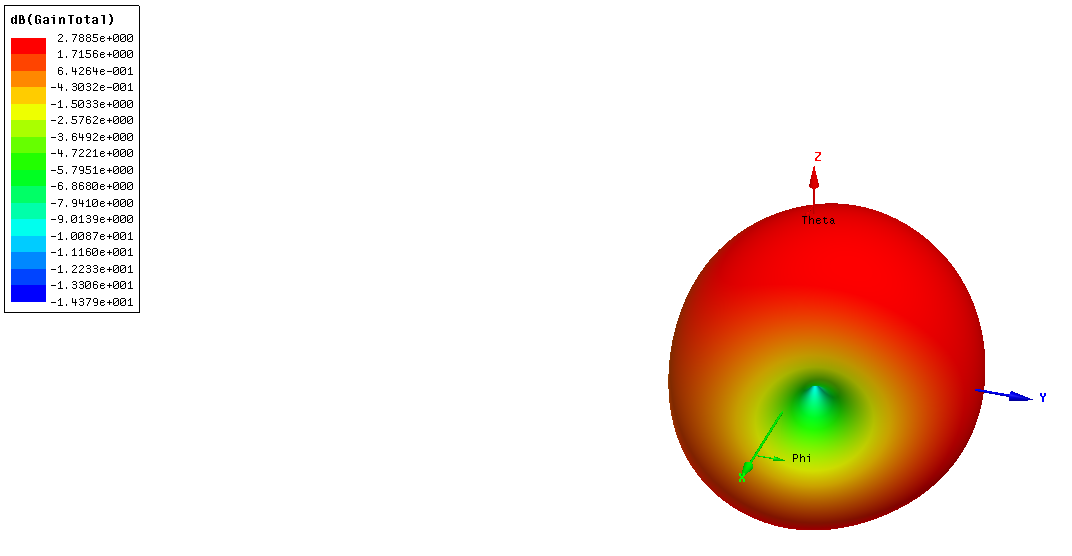 dB(GainTotal)
2.7885e+000
1.7156e+000
6.4264e-001
-4.3032e-001
-1.5033e+000
-2.5762e+000
-3.6492e+000
-4.7221e+000
-5.7951e+000
-6.8680e+000
-7.9410e+000
-9.0139e+000
-1.0087e+001
-1.1160e+001
-1.2233e+001
-1.3306e+001
-1.4379e+001
Z
Theta
Y
Phi
X